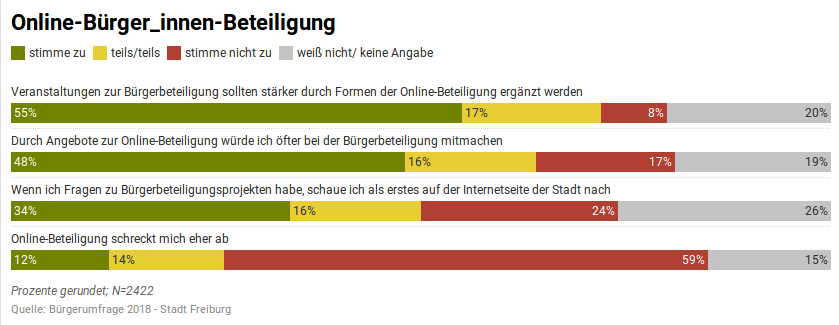 Online-Bürger_innen-Beteiligung
stimme zu teils/teils stimme nicht zu weiß nicht/ keine Angabe
Veranstaltungen zur Bürgerbeteiligung sollten stärker durch Formen der Online-Beteiligung ergänzt werden
55% 17% 8% 20%
Durch Angebote zur Online-Beteiligung würde ich öfter bei der Bürgerbeteiligung mitmachen
48% 16% 17% 19%
Wenn ich Fragen zu Bürgerbeteiligungsprojekten habe, schaue ich als erstes auf der Internetseite der Stadt nach
34% 16% 24% 26%
Online-Beteiligung schreckt mich eher ab
12% 14% 59% 15%
Prozente gerundet; N=2422
Quelle: Bürgerumfrage 2018 - Stadt Freiburg